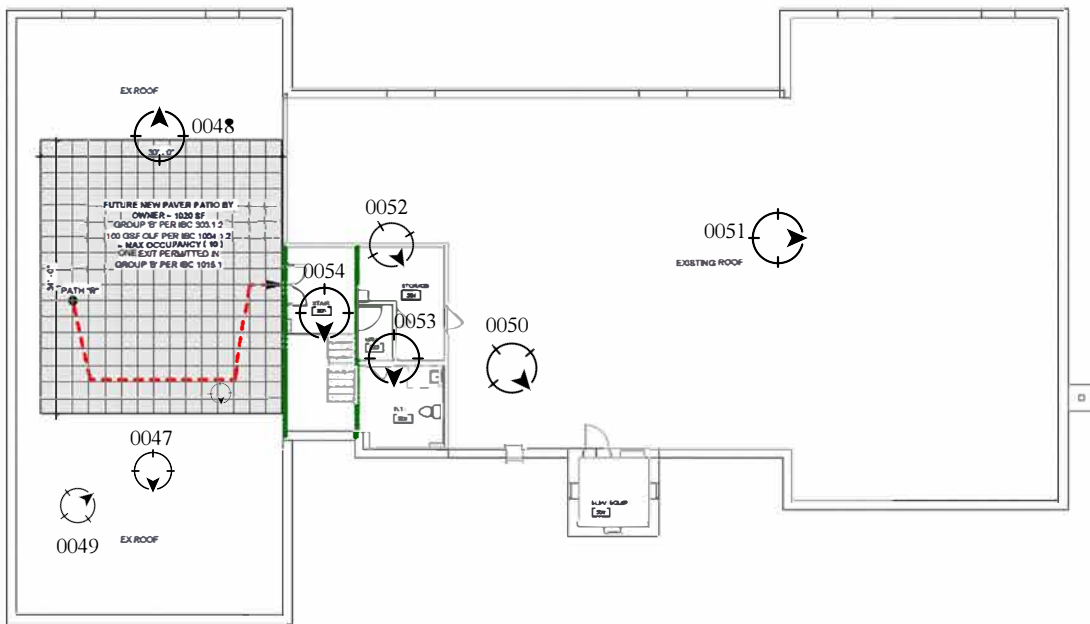 EX ROOF
0048
30'-0"
FUTURE NEW PAVER PATIO BY
OWNER - 1020 SF
GROUP 'B' PER IBC 303.1.2
100 GSF OLF PER IBC 1004.1.2
= MAX OCCUPANCY ( 10 )
ONE EXIT PERMITTED IN
GROUP 'B' PER IBC 1015.1
34'-0"
PATH "B"
0052
0051
EXISTING ROOF
0054
STAIR
STORAGE
0053
0050
0047
0049
EX ROOF